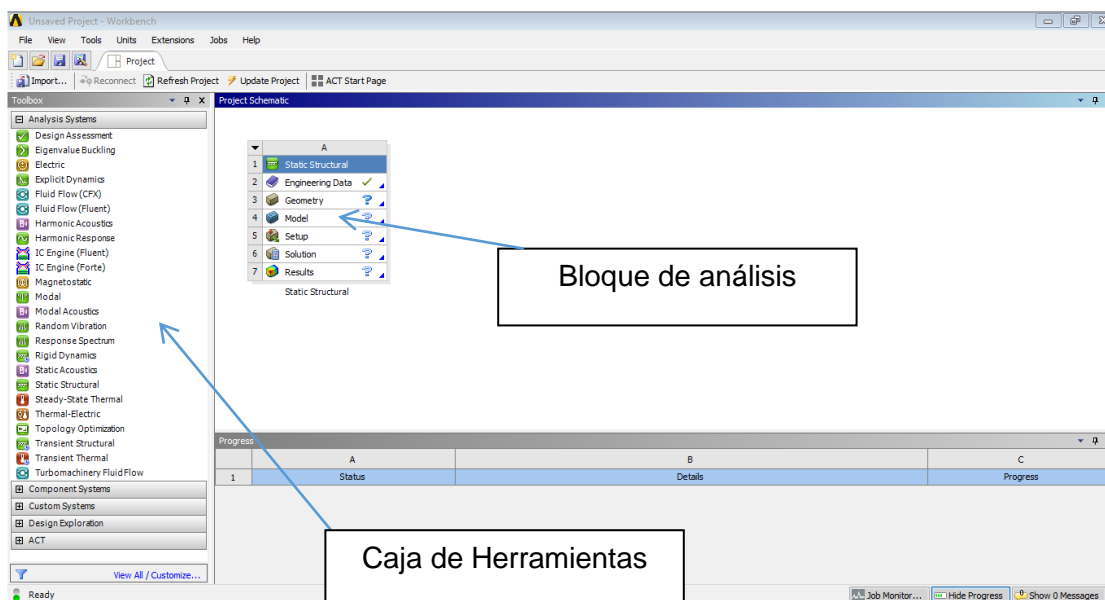 Unsaved Project - Workbench
File View Tools Units Extensions Jobs Help
Project
Import... Reconnect Refresh Project Update Project ACT Start Page
Toolbox
Analysis Systems
Design Assessment
Eigenvalue Buckling
Electric
Explicit Dynamics
Fluid Flow (CFX)
Fluid Flow (Fluent)
Harmonic Acoustics
Harmonic Response
IC Engine (Fluent)
IC Engine (Forte)
Magnetostatic
Modal
Modal Acoustics
Random Vibration
Response Spectrum
Rigid Dynamics
Static Acoustics
Static Structural
Steady-State Thermal
Thermal-Electric
Topology Optimization
Transient Structural
Transient Thermal
Turbomachinery Fluid Flow
Component Systems
Custom Systems
Design Exploration
ACT
View All / Customize...
Project Schematic
A
1 Static Structural
2 Engineering Data
3 Geometry ?
4 Model ?
5 Setup ?
6 Solution ?
7 Results ?
Static Structural
Bloque de análisis
Progress
A B C
1 Status Details Progress
Caja de Herramientas
Ready
Job Monitor... Hide Progress Show 0 Messages